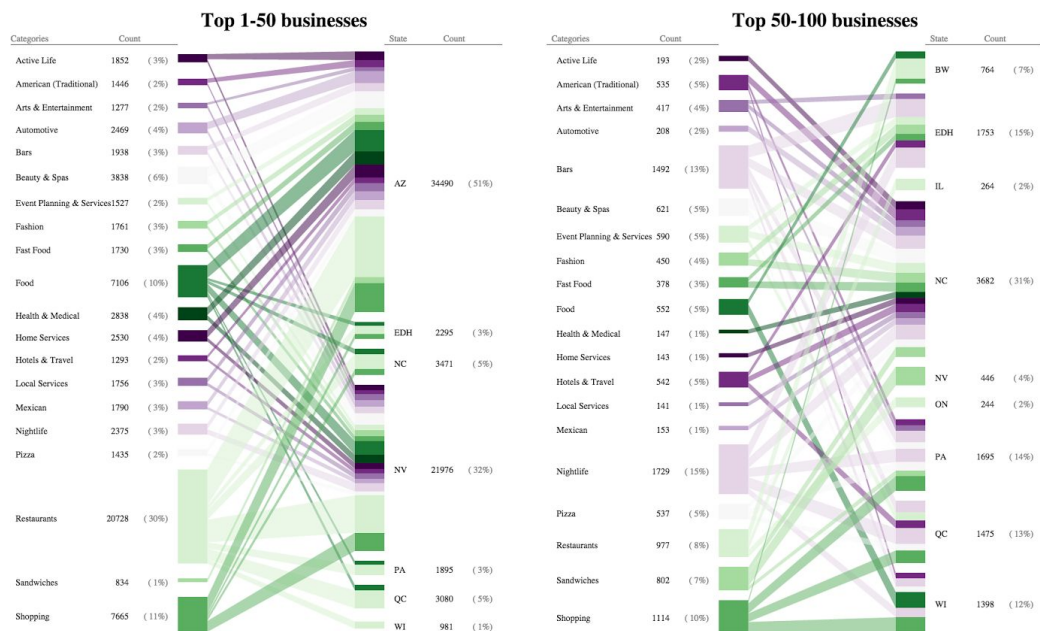 Top 1-50 businesses
Categories Count
State Count
Active Life 1852 ( 3%)
American (Traditional) 1446 ( 2%)
Arts & Entertainment 1277 ( 2%)
Automotive 2469 ( 4%)
Bars 1938 ( 3%)
Beauty & Spas 3838 ( 6%)
Event Planning & Services 1527 ( 2%)
Fashion 1761 ( 3%)
Fast Food 1730 ( 3%)
Food 7106 ( 10%)
Health & Medical 2838 ( 4%)
Home Services 2530 ( 4%)
Hotels & Travel 1293 ( 2%)
Local Services 1756 ( 3%)
Mexican 1790 ( 3%)
Nightlife 2375 ( 3%)
Pizza 1435 ( 2%)
Restaurants 20728 ( 30%)
Sandwiches 834 ( 1%)
Shopping 7665 ( 11%)
AZ 34490 ( 51%)
EDH 2295 ( 3%)
NC 3471 ( 5%)
NV 21976 ( 32%)
PA 1895 ( 3%)
QC 3080 ( 5%)
WI 981 ( 1%)
Top 50-100 businesses
Categories Count
State Count
Active Life 193 ( 2%)
American (Traditional) 535 ( 5%)
Arts & Entertainment 417 ( 4%)
Automotive 208 ( 2%)
Bars 1492 ( 13%)
Beauty & Spas 621 ( 5%)
Event Planning & Services 590 ( 5%)
Fashion 450 ( 4%)
Fast Food 378 ( 3%)
Food 552 ( 5%)
Health & Medical 147 ( 1%)
Home Services 143 ( 1%)
Hotels & Travel 542 ( 5%)
Local Services 141 ( 1%)
Mexican 153 ( 1%)
Nightlife 1729 ( 15%)
Pizza 537 ( 5%)
Restaurants 977 ( 8%)
Sandwiches 802 ( 7%)
Shopping 1114 ( 10%)
BW 764 ( 7%)
EDH 1753 ( 15%)
IL 264 ( 2%)
NC 3682 ( 31%)
NV 446 ( 4%)
ON 244 ( 2%)
PA 1695 ( 14%)
QC 1475 ( 13%)
WI 1398 ( 12%)